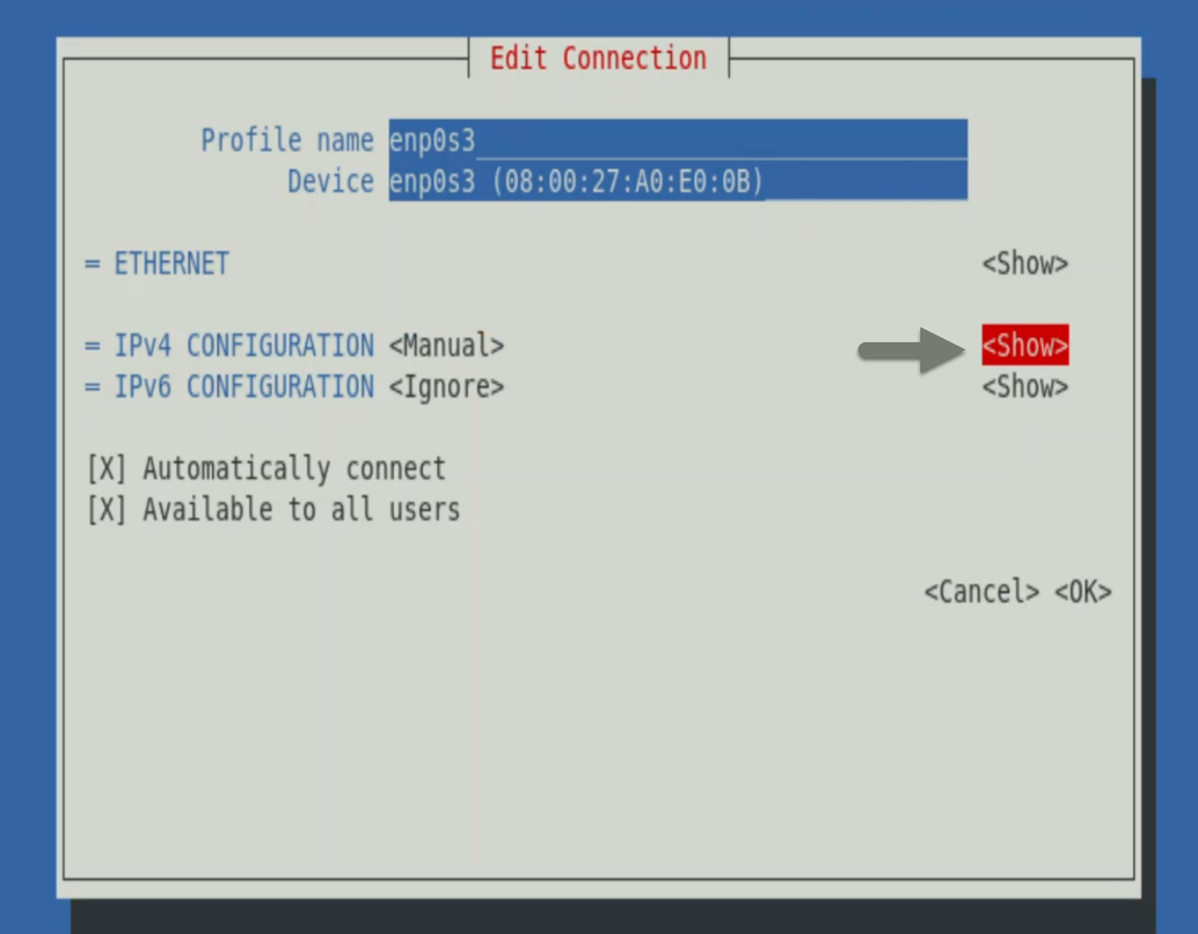 Edit Connection
Profile name enp0s3
Device enp0s3 (08:00:27:A0:E0:0B)
= ETHERNET <Show>
= IPv4 CONFIGURATION <Manual> <Show>
= IPv6 CONFIGURATION <Ignore> <Show>
[X] Automatically connect
[X] Available to all users
<Cancel> <OK>